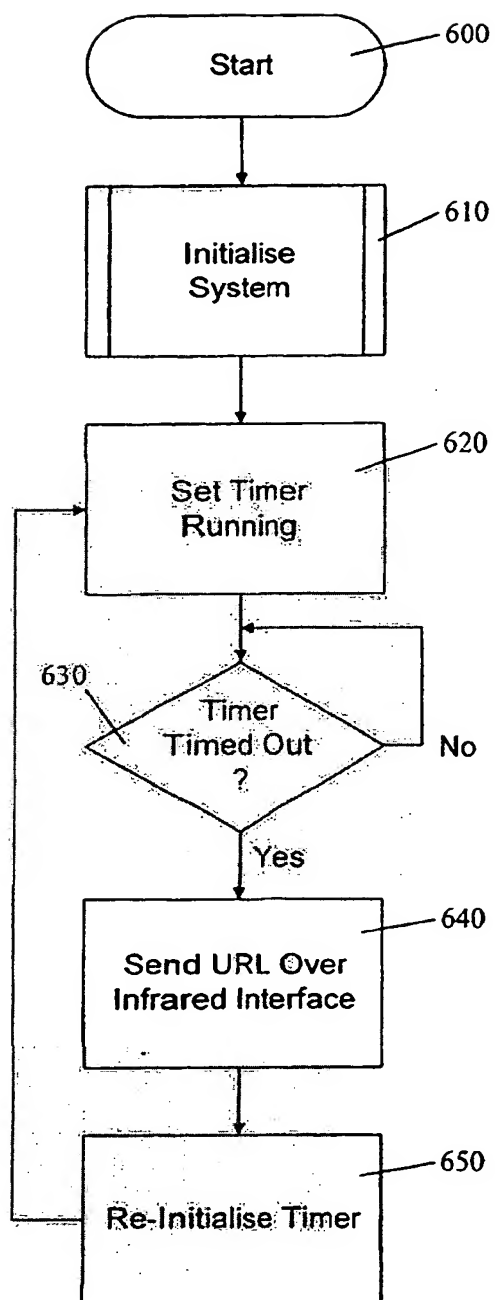 600
Start
610
Initialise
System
620
Set Timer
Running
630
Timer
Timed Out
?
No
Yes
640
Send URL Over
Infrared Interface
650
Re-Initialise Timer